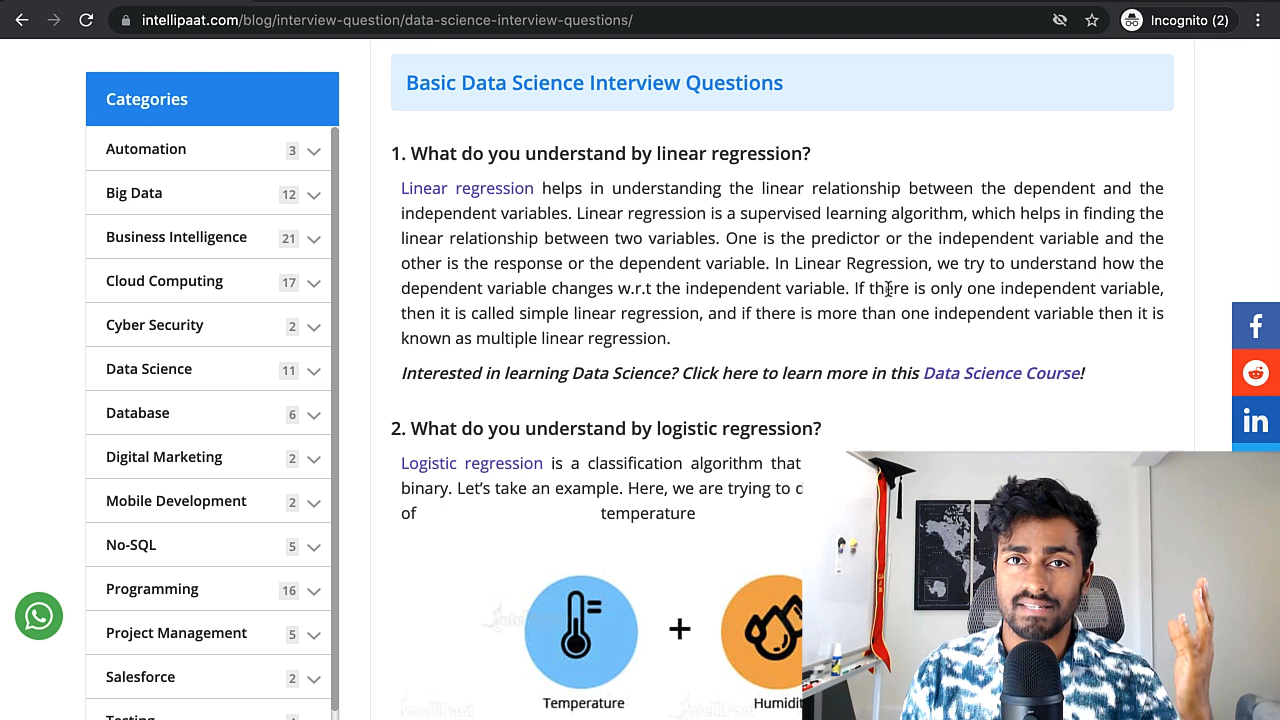 intellipaat.com/blog/interview-question/data-science-interview-questions/
Incognito (2)
Categories
Automation 3
Big Data 12
Business Intelligence 21
Cloud Computing 17
Cyber Security 2
Data Science 11
Database 6
Digital Marketing 2
Mobile Development 2
No-SQL 5
Programming 16
Project Management 5
Salesforce 2
Testing
Basic Data Science Interview Questions
1. What do you understand by linear regression?
Linear regression helps in understanding the linear relationship between the dependent and the
independent variables. Linear regression is a supervised learning algorithm, which helps in finding the
linear relationship between two variables. One is the predictor or the independent variable and the
other is the response or the dependent variable. In Linear Regression, we try to understand how the
dependent variable changes w.r.t the independent variable. If there is only one independent variable,
then it is called simple linear regression, and if there is more than one independent variable then it is
known as multiple linear regression.
Interested in learning Data Science? Click here to learn more in this Data Science Course!
2. What do you understand by logistic regression?
Logistic regression is a classification algorithm that
binary. Let’s take an example. Here, we are trying to d
of temperature
+
Temperature
Humidit